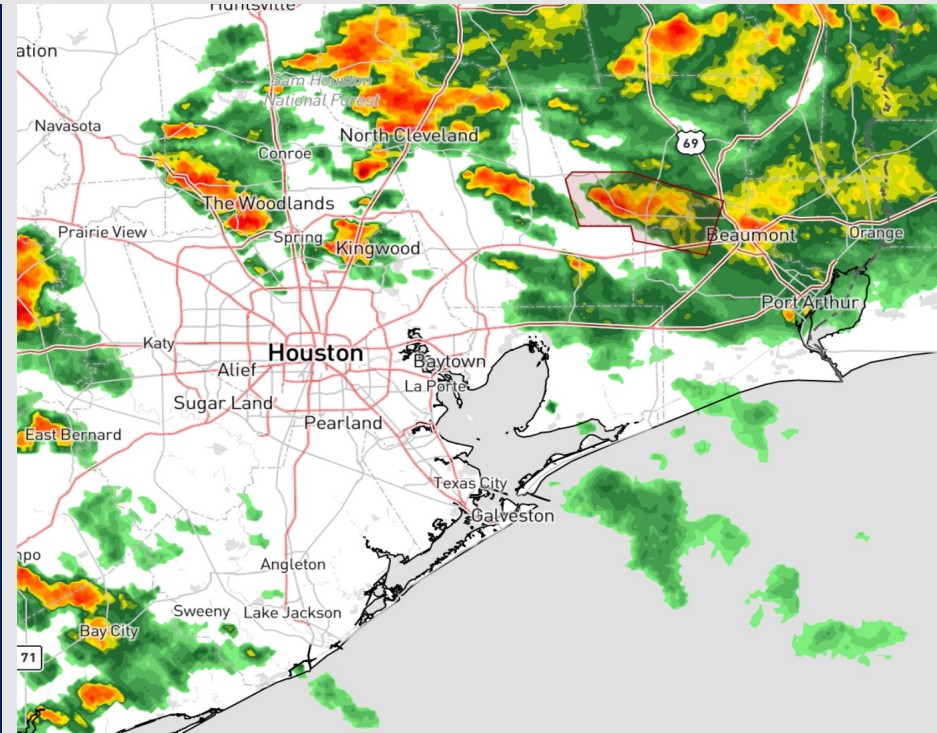 Huntsville
ation
Sam Houston
National Forest
Navasota
North Cleveland
69
Conroe
The Woodlands
Prairie View
Spring
Kingwood
Beaumont
Orange
Port Arthur
Katy
Houston
Alief
Baytown
La Porte
Sugar Land
Pearland
East Bernard
Texas City
Galveston
npo
Angleton
Sweeny
Lake Jackson
Bay City
71